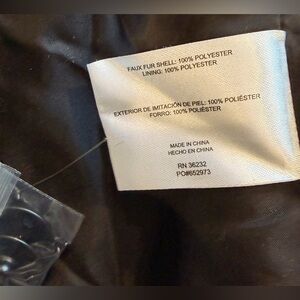 FAUX FUR SHELL: 100% POLYESTER
LINING: 100% POLYESTER
EXTERIOR DE IMITACIÓN DE PIEL: 100% POLIÉSTER
FORRO: 100% POLIÉSTER
MADE IN CHINA
HECHO EN CHINA
RN 36232
PO#652973